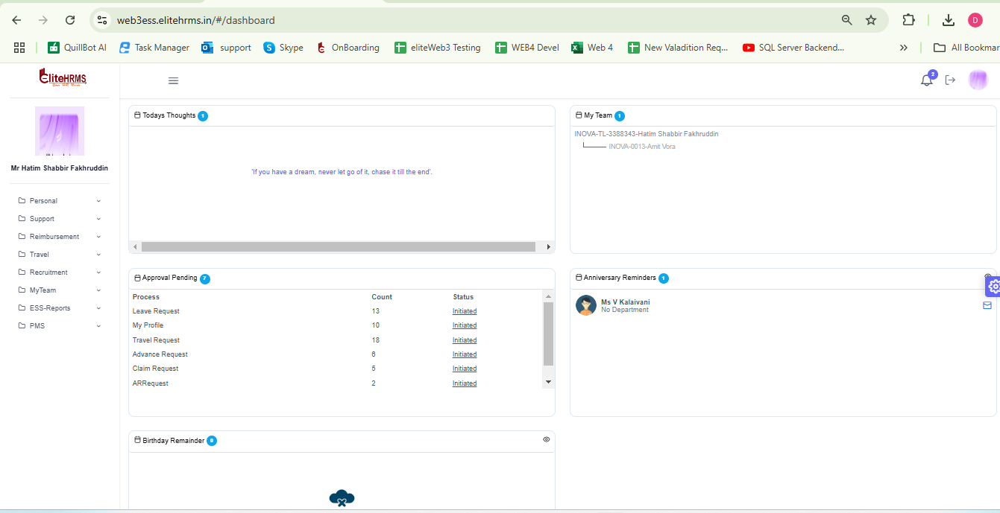 web3ess.elitehrms.in/#/dashboard
D
QuillBot AI
Task Manager
support
Skype
OnBoarding
eliteWeb3 Testing
WEB4 Devel
Web 4
New Valadition Req...
SQL Server Backend...
All Bookmar
EliteHRMS
2
Mr Hatim Shabbir Fakhruddin
Personal
Support
Reimbursement
Travel
Recruitment
MyTeam
ESS-Reports
PMS
Todays Thoughts 1
'If you have a dream, never let go of it, chase it till the end'.
My Team 1
INOVA-TL-3388343-Hatim Shabbir Fakhruddin
INOVA-0013-Amit Vora
Approval Pending 7
Process Count Status
Leave Request 13 Initiated
My Profile 10 Initiated
Travel Request 18 Initiated
Advance Request 6 Initiated
Claim Request 5 Initiated
ARRequest 2 Initiated
Anniversary Reminders 1
Ms V Kalaivani
No Department
Birthday Remainder 0